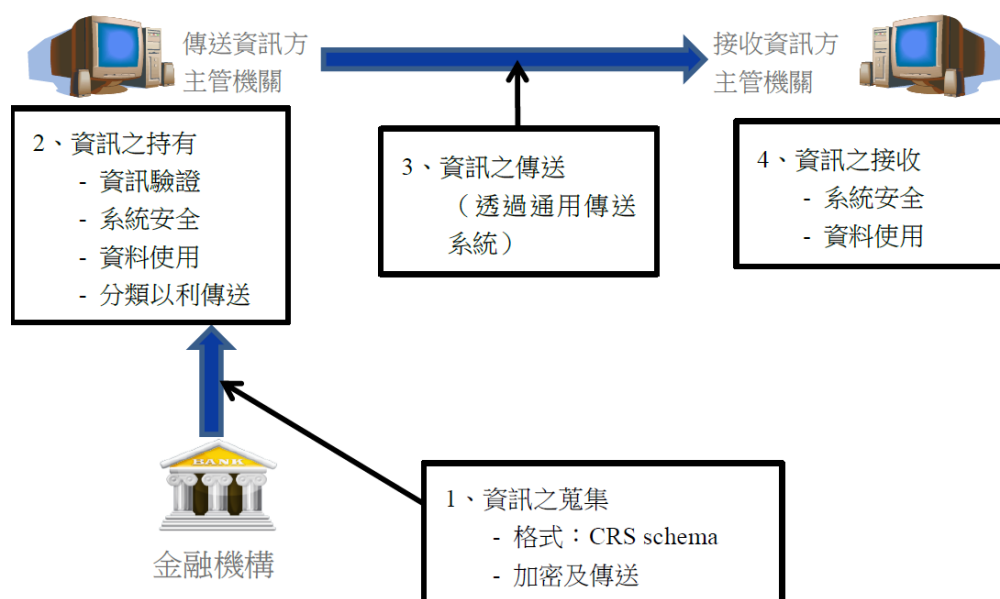 傳送資訊方
主管機關
接收資訊方
主管機關
2、資訊之持有
- 資訊驗證
- 系統安全
- 資料使用
- 分類以利傳送
3、資訊之傳送
（透過通用傳送
系統）
4、資訊之接收
- 系統安全
- 資料使用
BANK
金融機構
1、資訊之蒐集
- 格式：CRS schema
- 加密及傳送